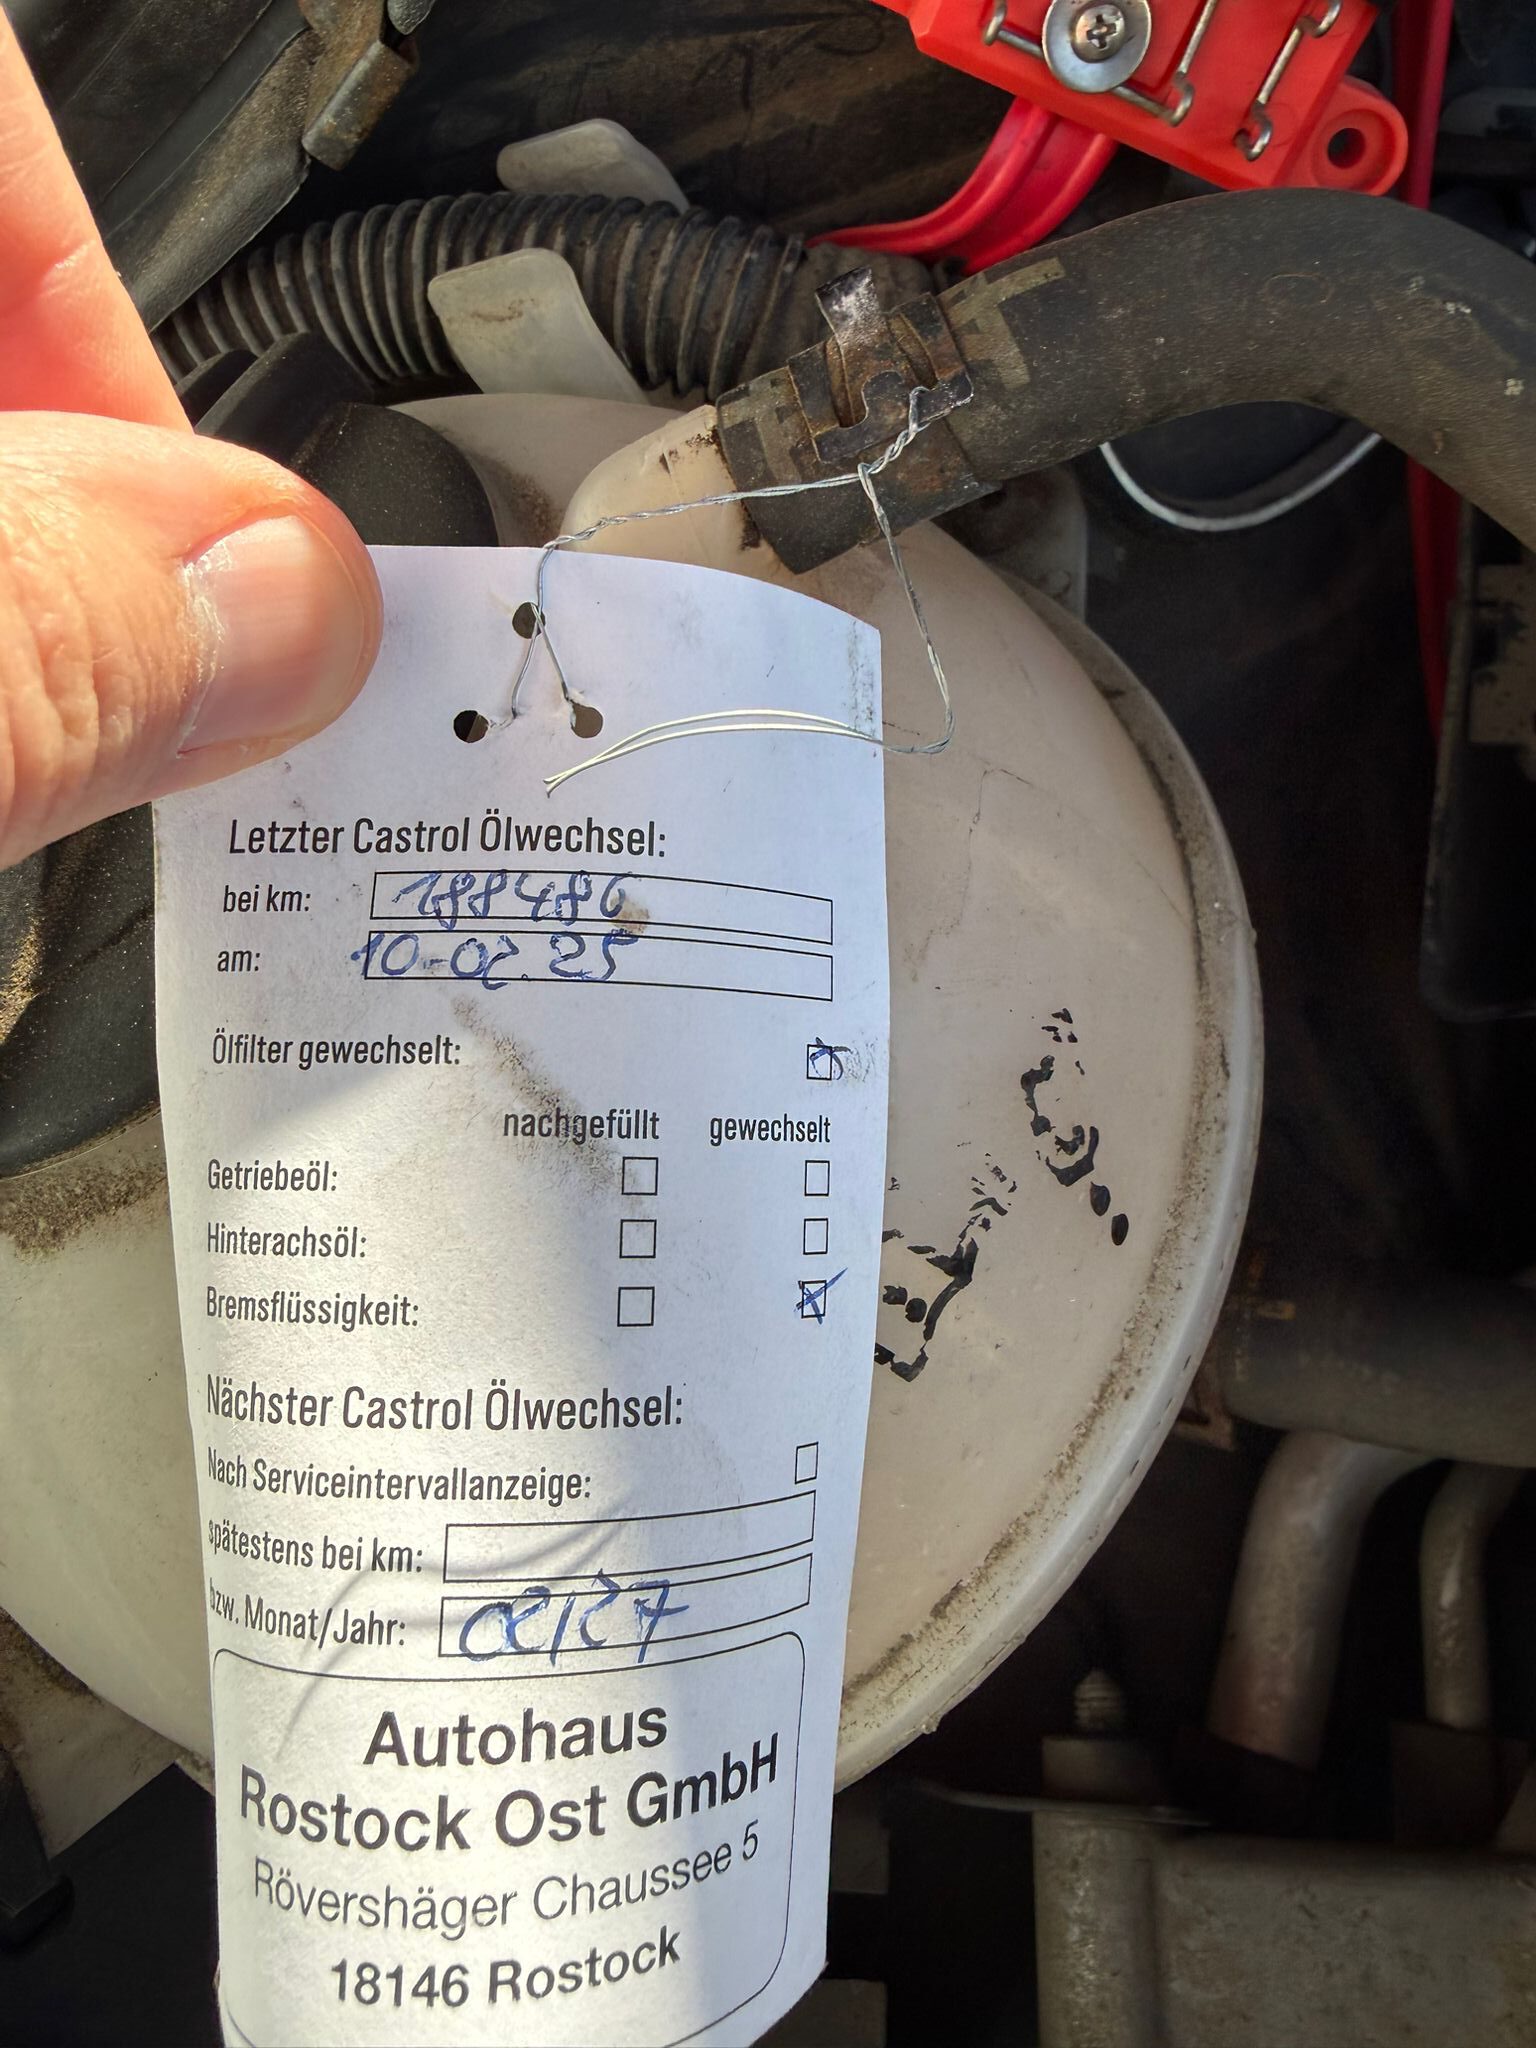 Letzter Castrol Ölwechsel:
bei km: 188486
am: 10-02.25
Ölfilter gewechselt:
nachgefüllt gewechselt
Getriebeöl:
Hinterachsöl:
Bremsflüssigkeit:
Nächster Castrol Ölwechsel:
Nach Serviceintervallanzeige:
spätestens bei km:
bzw. Monat/Jahr: 02/27
Autohaus
Rostock Ost GmbH
Rövershäger Chaussee 5
18146 Rostock